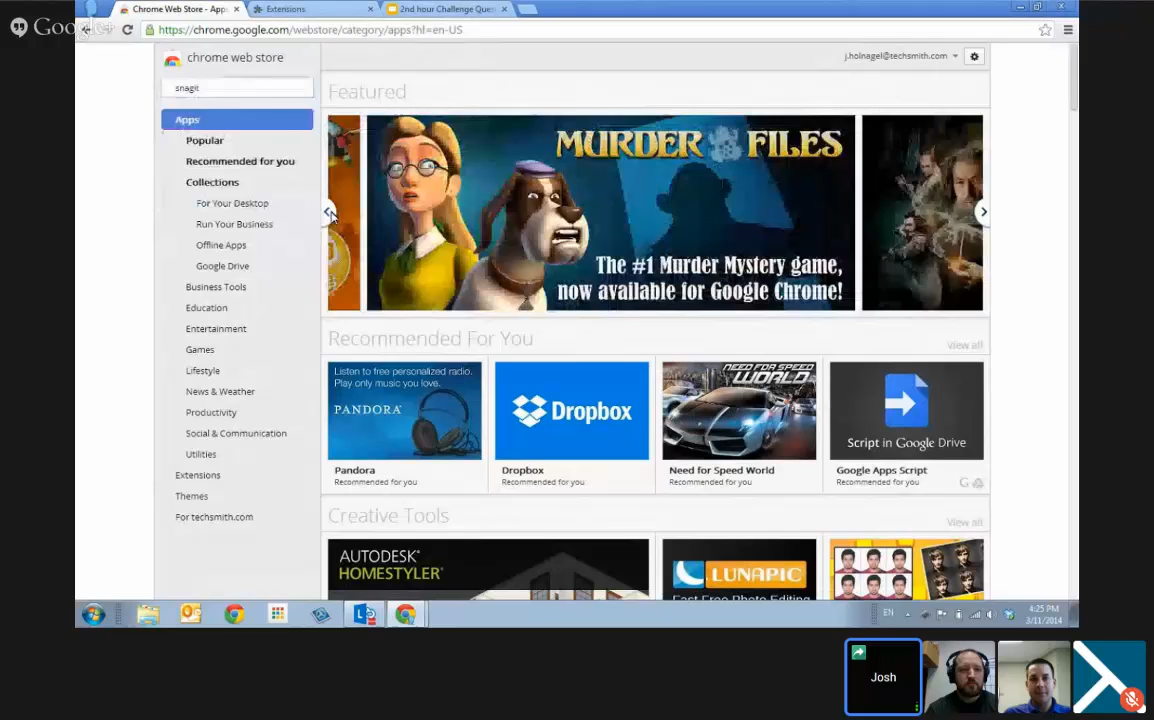 Chrome Web Store - Apps
Extensions
2nd hour Challenge Ques
Google+
https://chrome.google.com/webstore/category/apps?hl=en-US
chrome web store
j.holnagel@techsmith.com
snagit
Featured
Apps
Popular
Recommended for you
Collections
For Your Desktop
Run Your Business
Offline Apps
Google Drive
Business Tools
Education
Entertainment
Games
Lifestyle
News & Weather
Productivity
Social & Communication
Utilities
Extensions
Themes
For techsmith.com
MURDER FILES
The #1 Murder Mystery game,
now available for Google Chrome!
Recommended For You
View all
Listen to free personalized radio.
Play only music you love.
PANDORA
Dropbox
NEED FOR SPEED
WORLD
Script in Google Drive
Pandora
Recommended for you
Dropbox
Recommended for you
Need for Speed World
Recommended for you
Google Apps Script
Recommended for you
Creative Tools
View all
AUTODESK®
HOMESTYLER™
LUNAPIC
Fast Free Photo Editing
EN
4:25 PM
3/11/2014
Josh